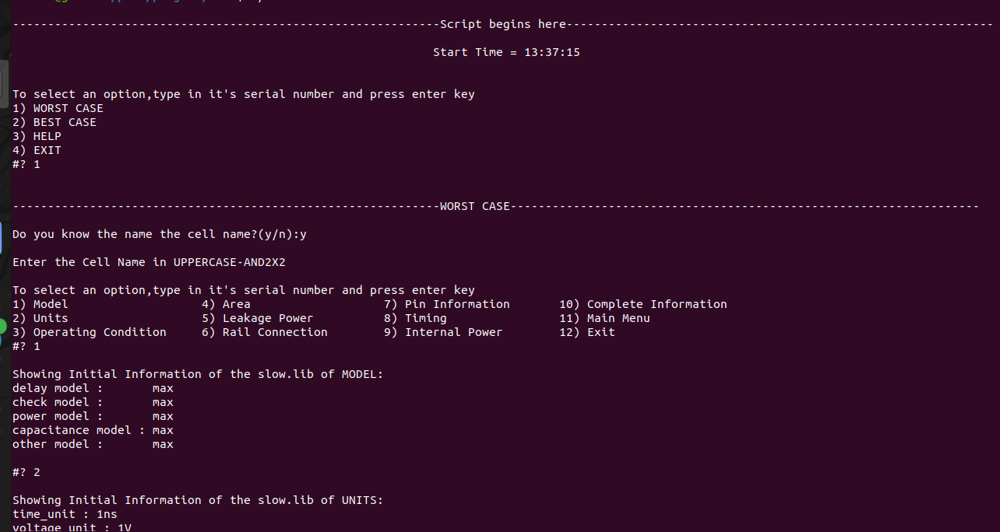 ------------------------------------------------------------Script begins here------------------------------------------------------------
Start Time = 13:37:15
To select an option,type in it's serial number and press enter key
1) WORST CASE
2) BEST CASE
3) HELP
4) EXIT
#? 1
------------------------------------------------------------WORST CASE------------------------------------------------------------------
Do you know the name the cell name?(y/n):y
Enter the Cell Name in UPPERCASE-AND2X2
To select an option,type in it's serial number and press enter key
1) Model                   4) Area                   7) Pin Information       10) Complete Information
2) Units                   5) Leakage Power          8) Timing                11) Main Menu
3) Operating Condition     6) Rail Connection        9) Internal Power        12) Exit
#? 1
Showing Initial Information of the slow.lib of MODEL:
delay model :       max
check model :       max
power model :       max
capacitance model : max
other model :       max
#? 2
Showing Initial Information of the slow.lib of UNITS:
time_unit : 1ns
voltage_unit : 1V